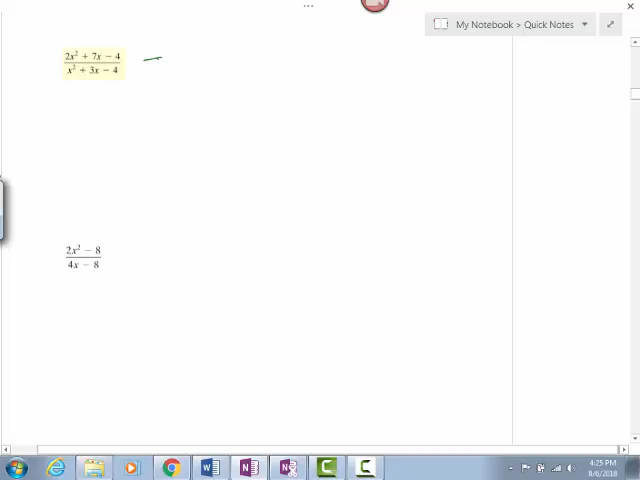 My Notebook > Quick Notes
2x² + 7x − 4
x² + 3x − 4
2x² − 8
4x − 8
4:25 PM
8/6/2018